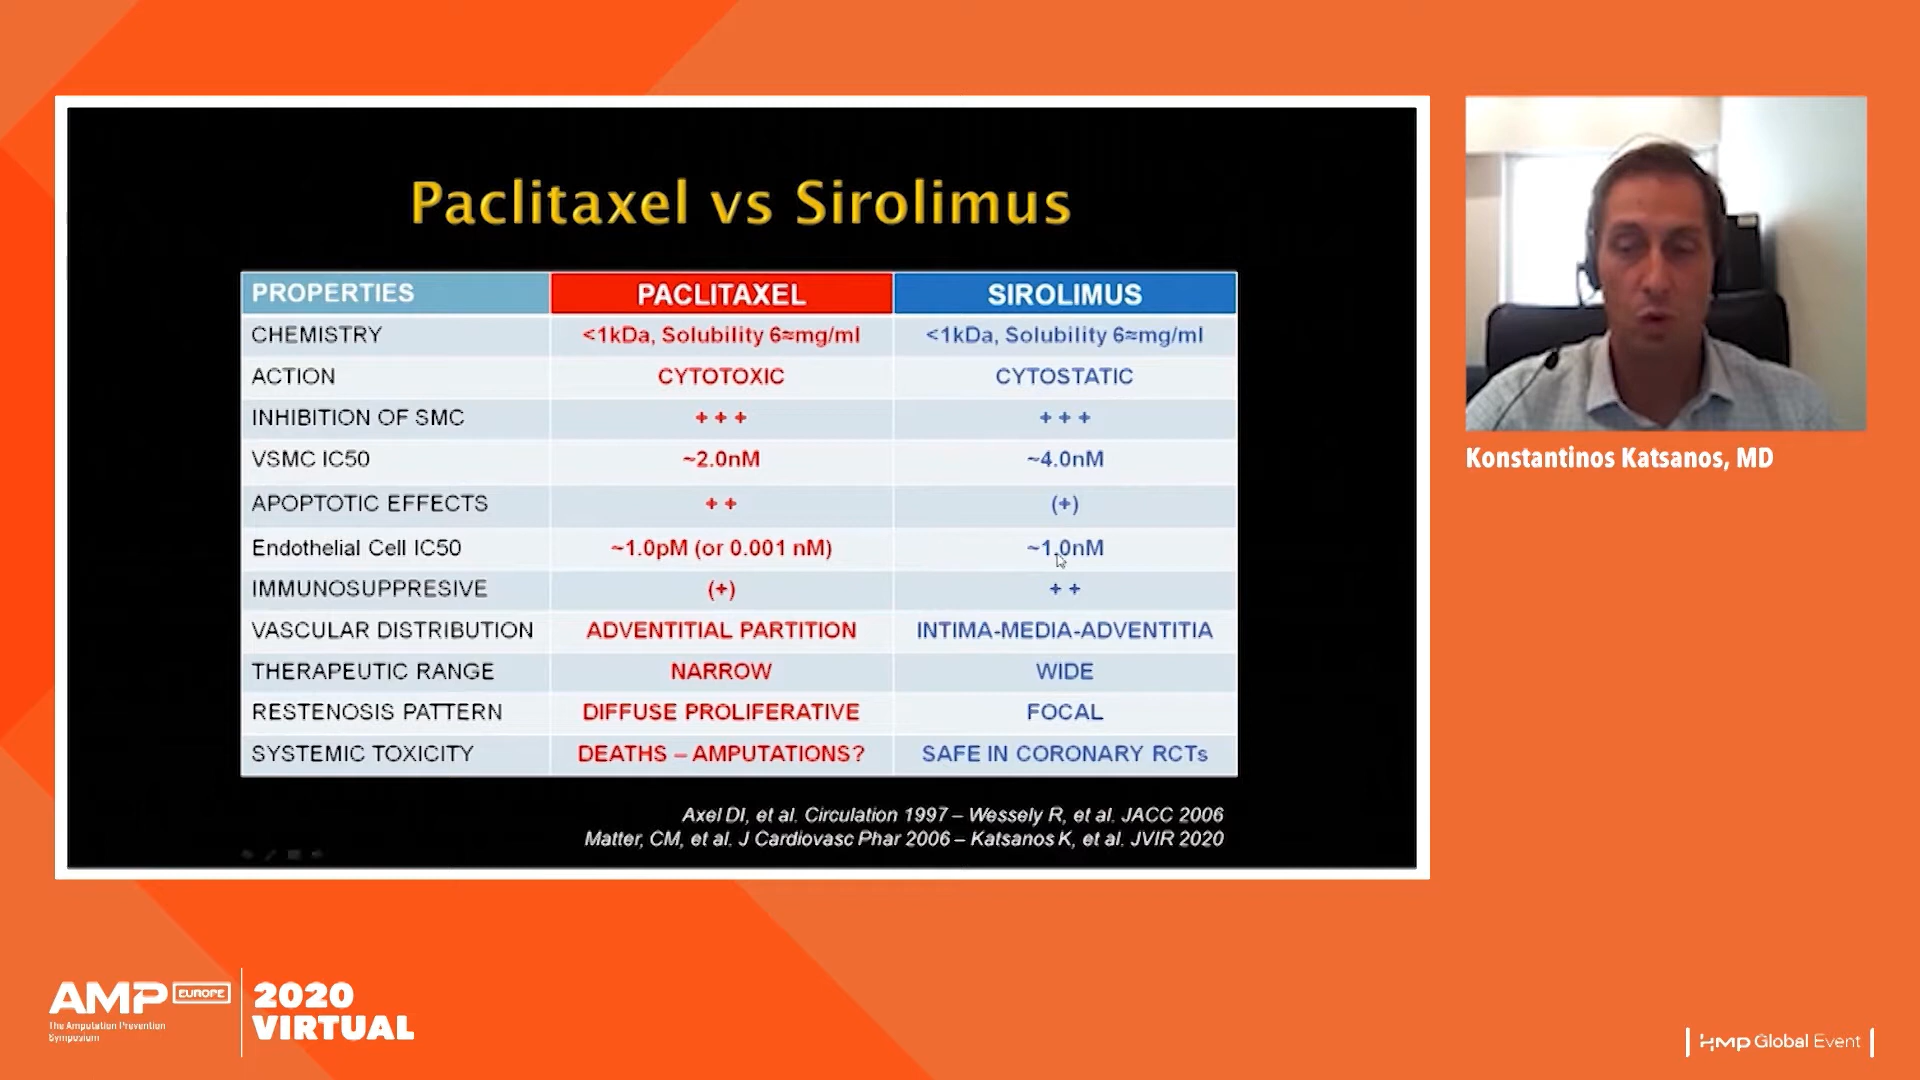 Paclitaxel vs Sirolimus
PROPERTIES PACLITAXEL SIROLIMUS
CHEMISTRY <1kDa, Solubility 6≈mg/ml <1kDa, Solubility 6≈mg/ml
ACTION CYTOTOXIC CYTOSTATIC
INHIBITION OF SMC + + + + + +
VSMC IC50 ~2.0nM ~4.0nM
APOPTOTIC EFFECTS + + (+)
Endothelial Cell IC50 ~1.0pM (or 0.001 nM) ~1.0nM
IMMUNOSUPPRESIVE (+) + +
VASCULAR DISTRIBUTION ADVENTITIAL PARTITION INTIMA-MEDIA-ADVENTITIA
THERAPEUTIC RANGE NARROW WIDE
RESTENOSIS PATTERN DIFFUSE PROLIFERATIVE FOCAL
SYSTEMIC TOXICITY DEATHS – AMPUTATIONS? SAFE IN CORONARY RCTs
Axel DI, et al. Circulation 1997 – Wessely R, et al. JACC 2006
Matter, CM, et al. J Cardiovasc Phar 2006 – Katsanos K, et al. JVIR 2020
Konstantinos Katsanos, MD
AMP EUROPE
The Amputation Prevention
Symposium
2020
VIRTUAL
HMP Global Event